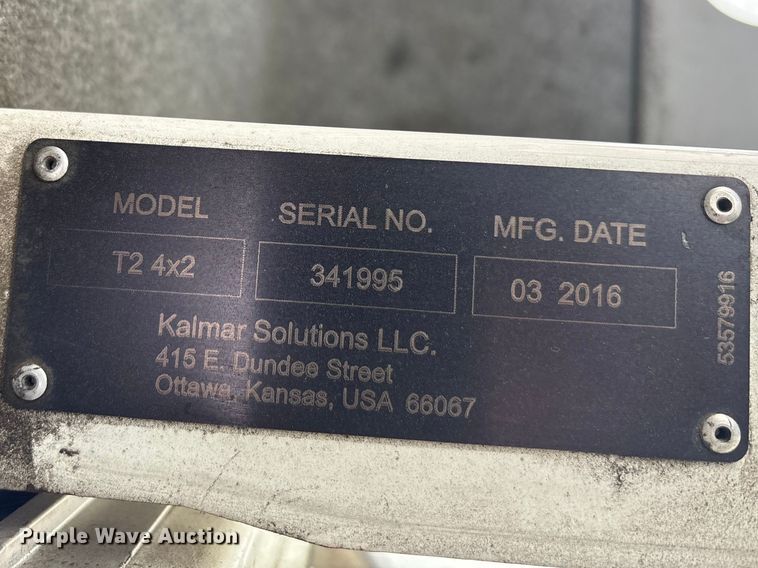 MODEL SERIAL NO. MFG. DATE
T2 4x2 341995 03 2016
Kalmar Solutions LLC.
415 E. Dundee Street
Ottawa, Kansas, USA 66067
53579916
Purple Wave Auction